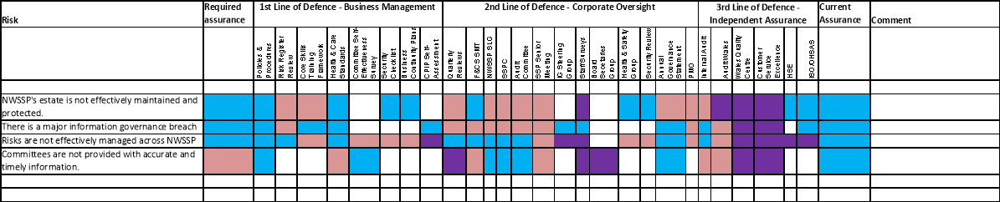 Risk
Required
assurance
1st Line of Defence - Business Management
2nd Line of Defence - Corporate Oversight
3rd Line of Defence -
Independent Assurance
Current
Assurance
Comment
Policies &
Procedures
Risk Register
Review
Core Skills
Training
Framework
Health & Care
Standards
Committee Self-
Effectiveness
Survey
Security
Checklist
Business
Continuity Plans
CPIP Self-
Assessment
Quarterly
Reviews
F&CS SMT
NWSSP SLG
SSPC
Audit
Committee
SSP Senior
Meeting
IG Steering
Group
Staff Surveys
Board
Secretaries
Group
Health & Safety
Group
Security Review
Annual
Governance
Statement
PMO
Internal Audit
Audit Wales
Wales Quality
Centre
Customer
Service
Excellence
HSE
ISO/OHSAS
NWSSP's estate is not effectively maintained and
protected.
There is a major information governance breach
Risks are not effectively managed across NWSSP
Committees are not provided with accurate and
timely information.